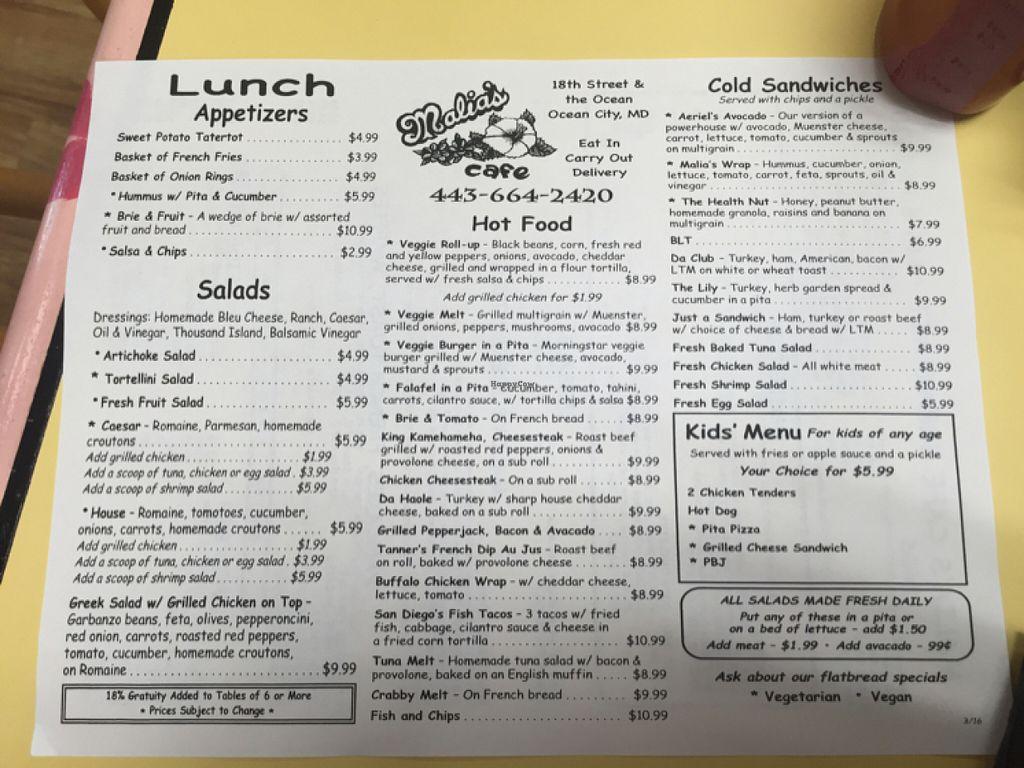 Lunch
Appetizers
Sweet Potato Tatertot . . . . . . . . . . . . . . . . . $4.99
Basket of French Fries . . . . . . . . . . . . . . . . $3.99
Basket of Onion Rings . . . . . . . . . . . . . . . . . $4.99
* Hummus w/ Pita & Cucumber . . . . . . . . . . $5.99
* Brie & Fruit - A wedge of brie w/ assorted
fruit and bread . . . . . . . . . . . . . . . . . . . . . . . $10.99
* Salsa & Chips . . . . . . . . . . . . . . . . . . . . . . . . $2.99
Salads
Dressings: Homemade Bleu Cheese, Ranch, Caesar,
Oil & Vinegar, Thousand Island, Balsamic Vinegar
* Artichoke Salad . . . . . . . . . . . . . . . . . . . . $4.99
* Tortellini Salad . . . . . . . . . . . . . . . . . . . . $4.99
* Fresh Fruit Salad . . . . . . . . . . . . . . . . . . $5.99
* Caesar - Romaine, Parmesan, homemade
croutons . . . . . . . . . . . . . . . . . . . . . . . . . . . . $5.99
Add grilled chicken . . . . . . . . . . . . . . . . $1.99
Add a scoop of tuna, chicken or egg salad . $3.99
Add a scoop of shrimp salad . . . . . . . . . . $5.99
* House - Romaine, tomotoes, cucumber,
onions, carrots, homemade croutons . . . . . . $5.99
Add grilled chicken . . . . . . . . . . . . . . . . . $1.99
Add a scoop of tuna, chicken or egg salad . $3.99
Add a scoop of shrimp salad . . . . . . . . . . . $5.99
Greek Salad w/ Grilled Chicken on Top -
Garbanzo beans, feta, olives, pepperoncini,
red onion, carrots, roasted red peppers,
tomato, cucumber, homemade croutons,
on Romaine . . . . . . . . . . . . . . . . . . . . . . . . . . . $9.99
18% Gratuity Added to Tables of 6 or More
* Prices Subject to Change *
Malia's
cafe
18th Street &
the Ocean
Ocean City, MD
Eat In
Carry Out
Delivery
443-664-2420
Hot Food
* Veggie Roll-up - Black beans, corn, fresh red
and yellow peppers, onions, avocado, cheddar
cheese, grilled and wrapped in a flour tortilla,
served w/ fresh salsa & chips . . . . . . . . . . . . $8.99
Add grilled chicken for $1.99
* Veggie Melt - Grilled multigrain w/ Muenster,
grilled onions, peppers, mushrooms, avocado $8.99
* Veggie Burger in a Pita - Morningstar veggie
burger grilled w/ Muenster cheese, avocado,
mustard & sprouts . . . . . . . . . . . . . . . . . . . . . $9.99
* Falafel in a Pita - cucumber, tomato, tahini,
HappyCow
carrots, cilantro sauce, w/ tortilla chips & salsa $8.99
* Brie & Tomato - On French bread . . . . . . . $8.99
King Kamehameha, Cheesesteak - Roast beef
grilled w/ roasted red peppers, onions &
provolone cheese, on a sub roll . . . . . . . . . . . $9.99
Chicken Cheesesteak - On a sub roll . . . . . . . $8.99
Da Haole - Turkey w/ sharp house cheddar
cheese, baked on a sub roll . . . . . . . . . . . . . . $9.99
Grilled Pepperjack, Bacon & Avacado . . . . $8.99
Tanner's French Dip Au Jus - Roast beef
on roll, baked w/ provolone cheese . . . . . . . . $8.99
Buffalo Chicken Wrap - w/ cheddar cheese,
lettuce, tomato . . . . . . . . . . . . . . . . . . . . . . . . $8.99
San Diego's Fish Tacos - 3 tacos w/ fried
fish, cabbage, cilantro sauce & cheese in
a fried corn tortilla . . . . . . . . . . . . . . . . . . . $10.99
Tuna Melt - Homemade tuna salad w/ bacon &
provolone, baked on an English muffin . . . . . $8.99
Crabby Melt - On French bread . . . . . . . . . . $9.99
Fish and Chips . . . . . . . . . . . . . . . . . . . . . . . . $10.99
Cold Sandwiches
Served with chips and a pickle
* Aeriel's Avocado - Our version of a
powerhouse w/ avocado, Muenster cheese,
carrot, lettuce, tomato, cucumber & sprouts
on multigrain . . . . . . . . . . . . . . . . . . . . . . . . $9.99
* Malia's Wrap - Hummus, cucumber, onion,
lettuce, tomato, carrot, feta, sprouts, oil &
vinegar . . . . . . . . . . . . . . . . . . . . . . . . . . . . . $8.99
* The Health Nut - Honey, peanut butter,
homemade granola, raisins and banana on
multigrain . . . . . . . . . . . . . . . . . . . . . . . . . . . $7.99
BLT . . . . . . . . . . . . . . . . . . . . . . . . . . . . . . . . $6.99
Da Club - Turkey, ham, American, bacon w/
LTM on white or wheat toast . . . . . . . . . . . $10.99
The Lily - Turkey, herb garden spread &
cucumber in a pita . . . . . . . . . . . . . . . . . . . . $9.99
Just a Sandwich - Ham, turkey or roast beef
w/ choice of cheese & bread w/ LTM . . . . . $8.99
Fresh Baked Tuna Salad . . . . . . . . . . . . . . . $8.99
Fresh Chicken Salad - All white meat . . . . . $8.99
Fresh Shrimp Salad . . . . . . . . . . . . . . . . . . . $10.99
Fresh Egg Salad . . . . . . . . . . . . . . . . . . . . . . $5.99
Kids' Menu For kids of any age
Served with fries or apple sauce and a pickle
Your Choice for $5.99
2 Chicken Tenders
Hot Dog
* Pita Pizza
* Grilled Cheese Sandwich
* PBJ
ALL SALADS MADE FRESH DAILY
Put any of these in a pita or
on a bed of lettuce - add $1.50
Add meat - $1.99 • Add avocado - 99¢
Ask about our flatbread specials
* Vegetarian * Vegan
3/16